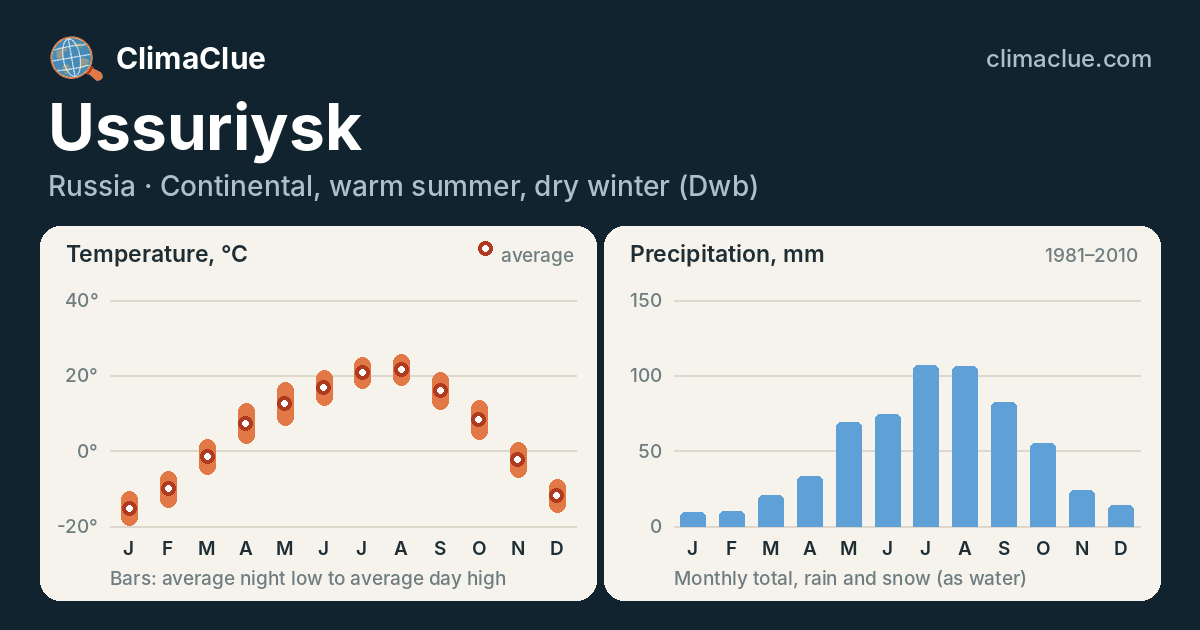 ClimaClue
climaclue.com
Ussuriysk
Russia · Continental, warm summer, dry winter (Dwb)
Temperature, °C
average
40°
20°
0°
-20°
J F M A M J J A S O N D
Bars: average night low to average day high
Precipitation, mm
1981–2010
150
100
50
0
J F M A M J J A S O N D
Monthly total, rain and snow (as water)